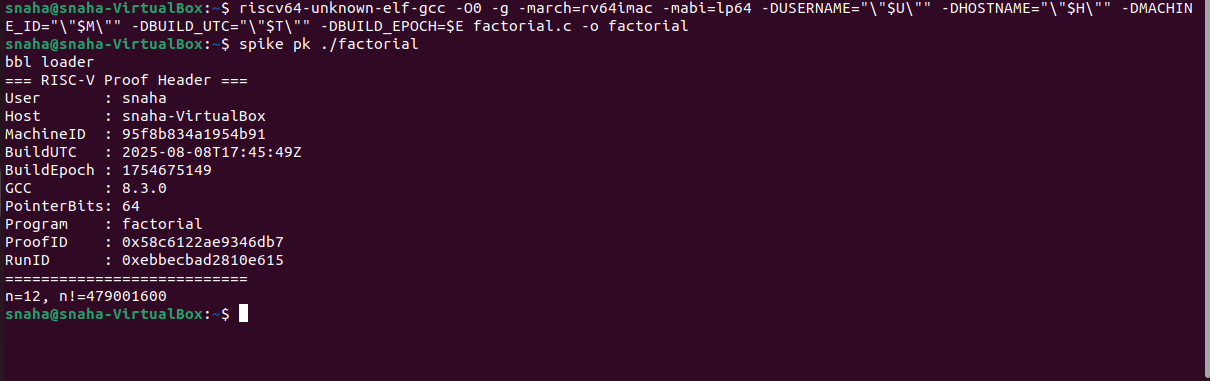 snaha@snaha-VirtualBox:~$ riscv64-unknown-elf-gcc -O0 -g -march=rv64imac -mabi=lp64 -DUSERNAME="\"$U\"" -DHOSTNAME="\"$H\"" -DMACHIN
E_ID="\"$M\"" -DBUILD_UTC="\"$T\"" -DBUILD_EPOCH=$E factorial.c -o factorial
snaha@snaha-VirtualBox:~$ spike pk ./factorial
bbl loader
=== RISC-V Proof Header ===
User        : snaha
Host        : snaha-VirtualBox
MachineID   : 95f8b834a1954b91
BuildUTC    : 2025-08-08T17:45:49Z
BuildEpoch  : 1754675149
GCC         : 8.3.0
PointerBits: 64
Program     : factorial
ProofID     : 0x58c6122ae9346db7
RunID       : 0xebbecbad2810e615
===========================
n=12, n!=479001600
snaha@snaha-VirtualBox:~$